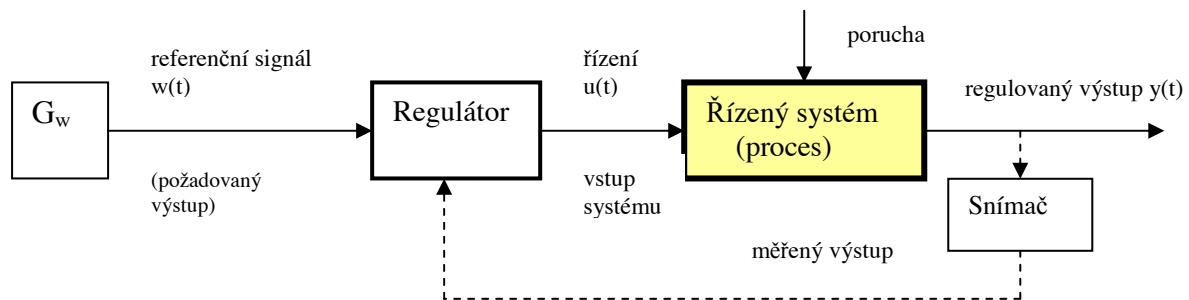 porucha
referenční signál
w(t)
řízení
u(t)
regulovaný výstup y(t)
Gw
Regulátor
Řízený systém
(proces)
(požadovaný
výstup)
vstup
systému
Snímač
měřený výstup